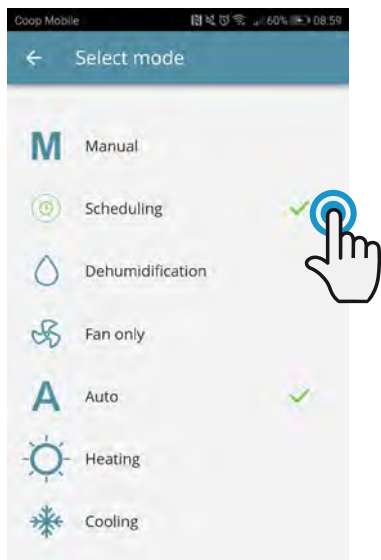 Coop Mobile 60% 08:59
Select mode
M Manual
Scheduling
Dehumidification
Fan only
A Auto
Heating
Cooling